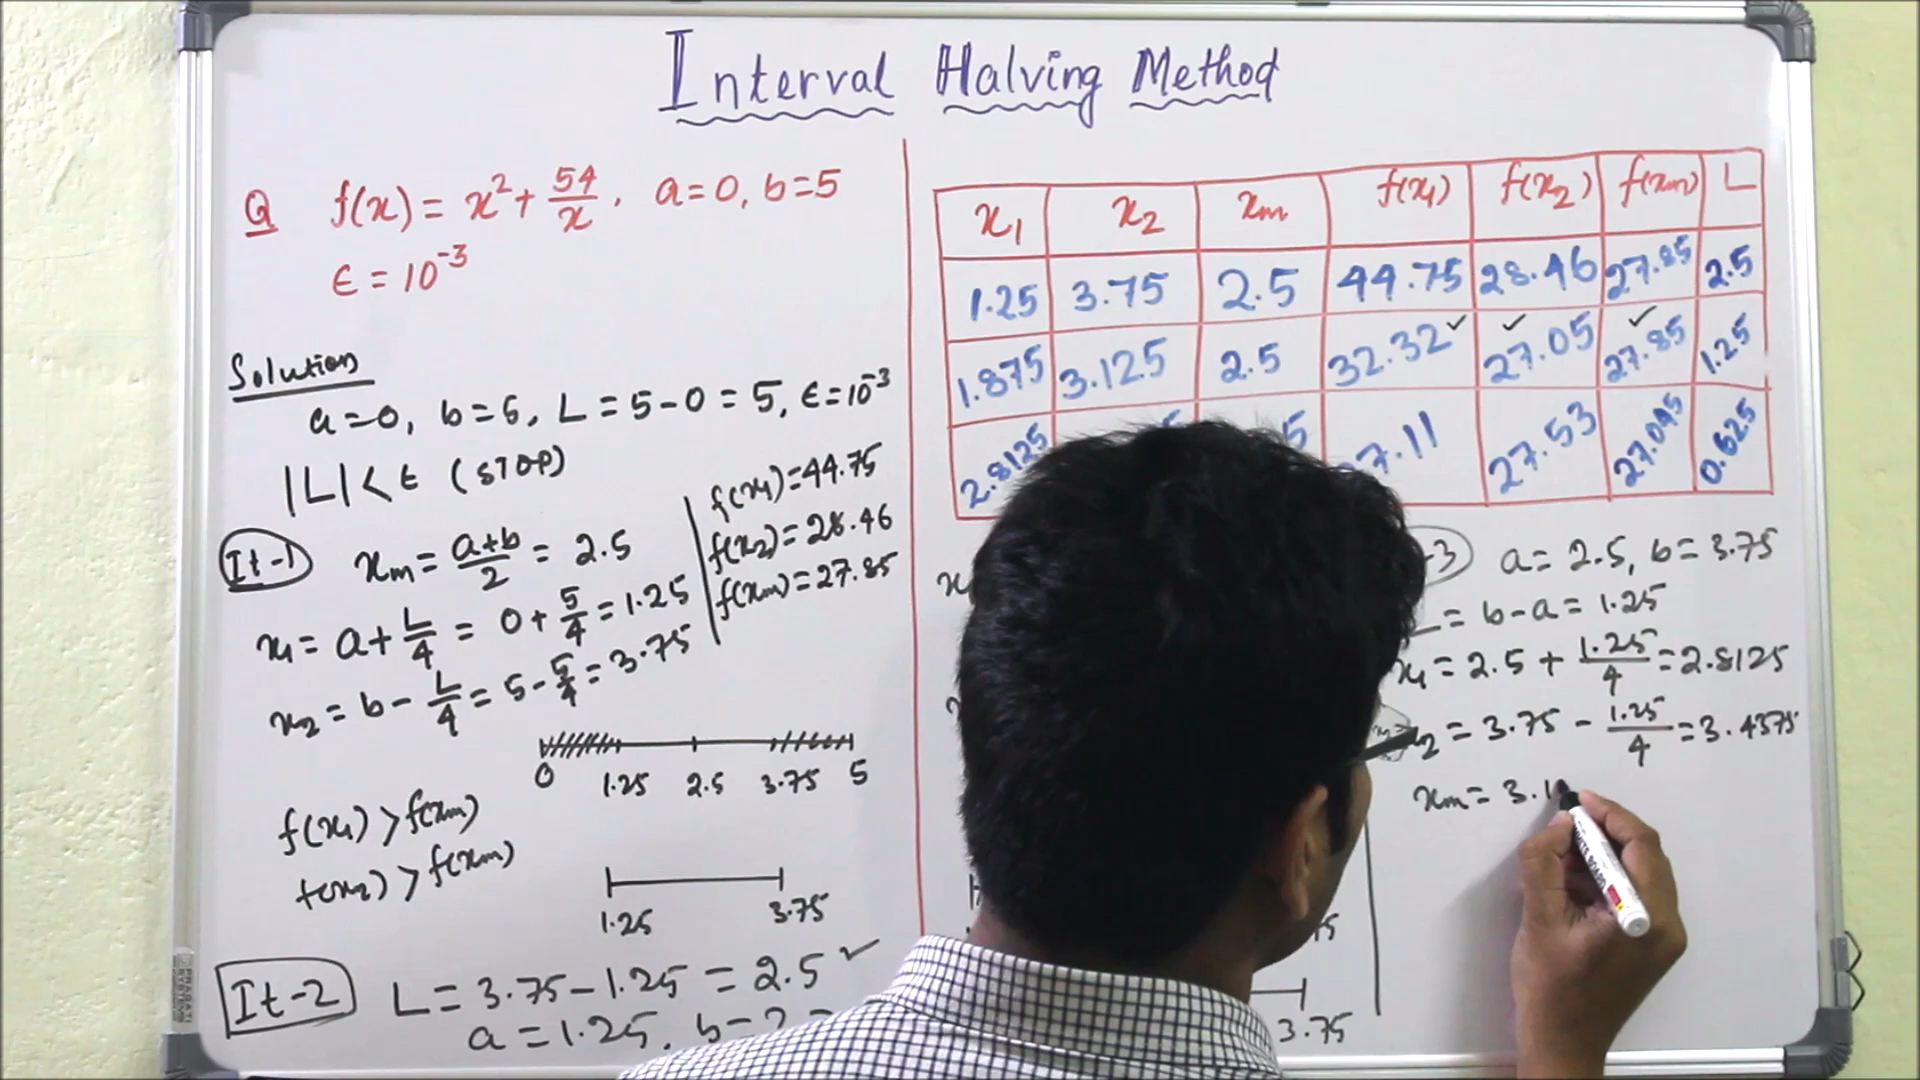 Interval Halving Method
Q f(x) = x² + 54/x, a=0, b=5
ϵ = 10⁻³
Solution
a=0, b=5, L = 5-0 = 5, ϵ=10⁻³
|L| < ϵ (STOP)
It-1 xm = a+b/2 = 2.5
x₁ = a + L/4 = 0 + 5/4 = 1.25
x₂ = b - L/4 = 5 - 5/4 = 3.75
f(x₁) = 44.75
f(x₂) = 28.46
f(xm) = 27.85
0 1.25 2.5 3.75 5
f(x₁) > f(xm)
f(x₂) > f(xm)
1.25 3.75
It-2 L = 3.75 - 1.25 = 2.5 ✓
a = 1.25, b =
x₁ x₂ xm f(x₁) f(x₂) f(xm) L
1.25 3.75 2.5 44.75 28.46 27.85 2.5
1.875 3.125 2.5 32.32 ✓ 27.05 ✓ 27.85 ✓ 1.25
2.8125 7.11 27.53 27.045 0.625
3 a = 2.5, b = 3.75
L = b-a = 1.25
x₁ = 2.5 + 1.25/4 = 2.8125
x₂ = 3.75 - 1.25/4 = 3.4375
xm = 3.1
3.75